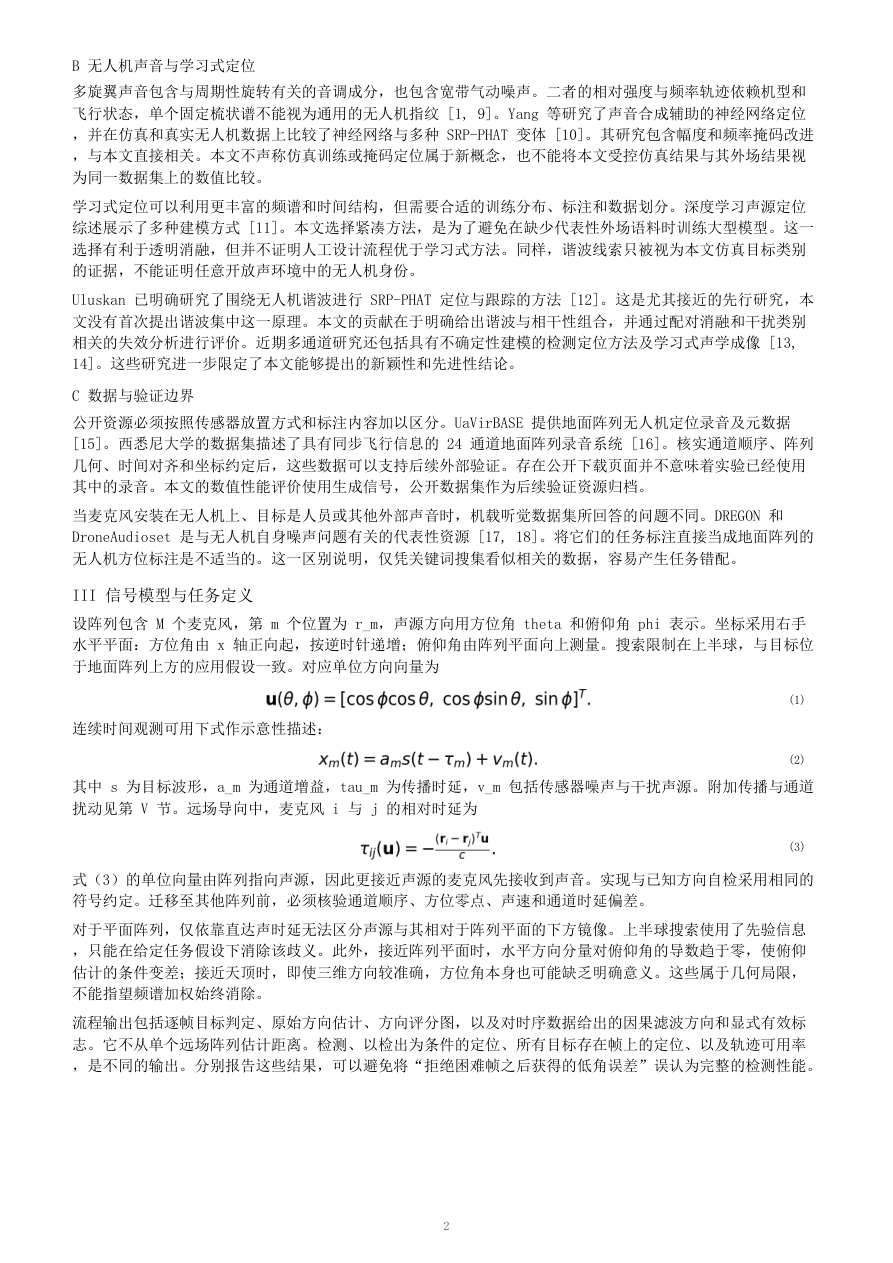 B 无人机声音与学习式定位
多旋翼声音包含与周期性旋转有关的音调成分，也包含宽带气动噪声。二者的相对强度与频率轨迹依赖机型和
飞行状态，单个固定梳状谱不能视为通用的无人机指纹 [1, 9]。Yang 等研究了声音合成辅助的神经网络定位
，并在仿真和真实无人机数据上比较了神经网络与多种 SRP-PHAT 变体 [10]。其研究包含幅度和频率掩码改进
，与本文直接相关。本文不声称仿真训练或掩码定位属于新概念，也不能将本文受控仿真结果与其外场结果视
为同一数据集上的数值比较。
学习式定位可以利用更丰富的频谱和时间结构，但需要合适的训练分布、标注和数据划分。深度学习声源定位
综述展示了多种建模方式 [11]。本文选择紧凑方法，是为了避免在缺少代表性外场语料时训练大型模型。这一
选择有利于透明消融，但并不证明人工设计流程优于学习式方法。同样，谐波线索只被视为本文仿真目标类别
的证据，不能证明任意开放声环境中的无人机身份。
Uluskan 已明确研究了围绕无人机谐波进行 SRP-PHAT 定位与跟踪的方法 [12]。这是尤其接近的先行研究，本
文没有首次提出谐波集中这一原理。本文的贡献在于明确给出谐波与相干性组合，并通过配对消融和干扰类别
相关的失效分析进行评价。近期多通道研究还包括具有不确定性建模的检测定位方法及学习式声学成像 [13,
14]。这些研究进一步限定了本文能够提出的新颖性和先进性结论。
C 数据与验证边界
公开资源必须按照传感器放置方式和标注内容加以区分。UaVirBASE 提供地面阵列无人机定位录音及元数据
[15]。西悉尼大学的数据集描述了具有同步飞行信息的 24 通道地面阵列录音系统 [16]。核实通道顺序、阵列
几何、时间对齐和坐标约定后，这些数据可以支持后续外部验证。存在公开下载页面并不意味着实验已经使用
其中的录音。本文的数值性能评价使用生成信号，公开数据集作为后续验证资源归档。
当麦克风安装在无人机上、目标是人员或其他外部声音时，机载听觉数据集所回答的问题不同。DREGON 和
DroneAudioset 是与无人机自身噪声问题有关的代表性资源 [17, 18]。将它们的任务标注直接当成地面阵列的
无人机方位标注是不适当的。这一区别说明，仅凭关键词搜集看似相关的数据，容易产生任务错配。
III 信号模型与任务定义
设阵列包含 M 个麦克风，第 m 个位置为 r_m，声源方向用方位角 theta 和俯仰角 phi 表示。坐标采用右手
水平平面：方位角由 x 轴正向起，按逆时针递增；俯仰角由阵列平面向上测量。搜索限制在上半球，与目标位
于地面阵列上方的应用假设一致。对应单位方向向量为
u(θ, ϕ) = [cos ϕcos θ, cos ϕsin θ, sin ϕ]^T. (1)
连续时间观测可用下式作示意性描述：
x_m(t) = a_m s(t − τ_m) + v_m(t). (2)
其中 s 为目标波形，a_m 为通道增益，tau_m 为传播时延，v_m 包括传感器噪声与干扰声源。附加传播与通道
扰动见第 V 节。远场导向中，麦克风 i 与 j 的相对时延为
τ_ij(u) = −(r_i − r_j)^T u / c. (3)
式（3）的单位向量由阵列指向声源，因此更接近声源的麦克风先接收到声音。实现与已知方向自检采用相同的
符号约定。迁移至其他阵列前，必须核验通道顺序、方位零点、声速和通道时延偏差。
对于平面阵列，仅依靠直达声时延无法区分声源与其相对于阵列平面的下方镜像。上半球搜索使用了先验信息
，只能在给定任务假设下消除该歧义。此外，接近阵列平面时，水平方向分量对俯仰角的导数趋于零，使俯仰
估计的条件变差；接近天顶时，即使三维方向较准确，方位角本身也可能缺乏明确意义。这些属于几何局限，
不能指望频谱加权始终消除。
流程输出包括逐帧目标判定、原始方向估计、方向评分图，以及对时序数据给出的因果滤波方向和显式有效标
志。它不从单个远场阵列估计距离。检测、以检出为条件的定位、所有目标存在帧上的定位、以及轨迹可用率
，是不同的输出。分别报告这些结果，可以避免将“拒绝困难帧之后获得的低角误差”误认为完整的检测性能。
2